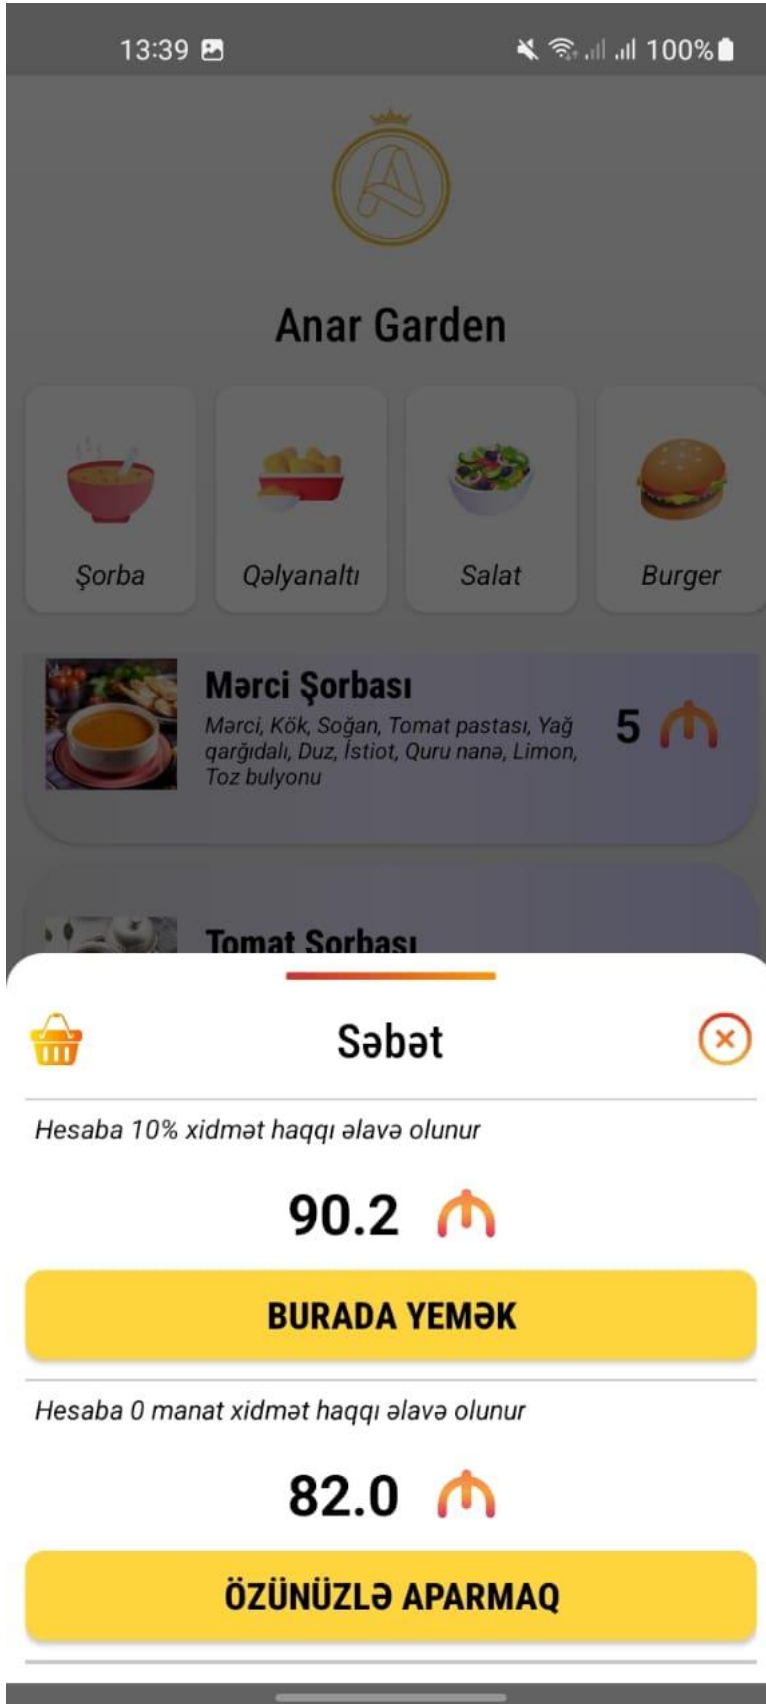 13:39
100%
Anar Garden
Şorba
Qəlyanaltı
Salat
Burger
Mərci Şorbası
Mərci, Kök, Soğan, Tomat pastası, Yağ
qarğıdalı, Duz, İstiot, Quru nanə, Limon,
Toz bulyonu
5 ₼
Tomat Şorbası
Səbət
Hesaba 10% xidmət haqqı əlavə olunur
90.2 ₼
BURADA YEMƏK
Hesaba 0 manat xidmət haqqı əlavə olunur
82.0 ₼
ÖZÜNÜZLƏ APARMAQ